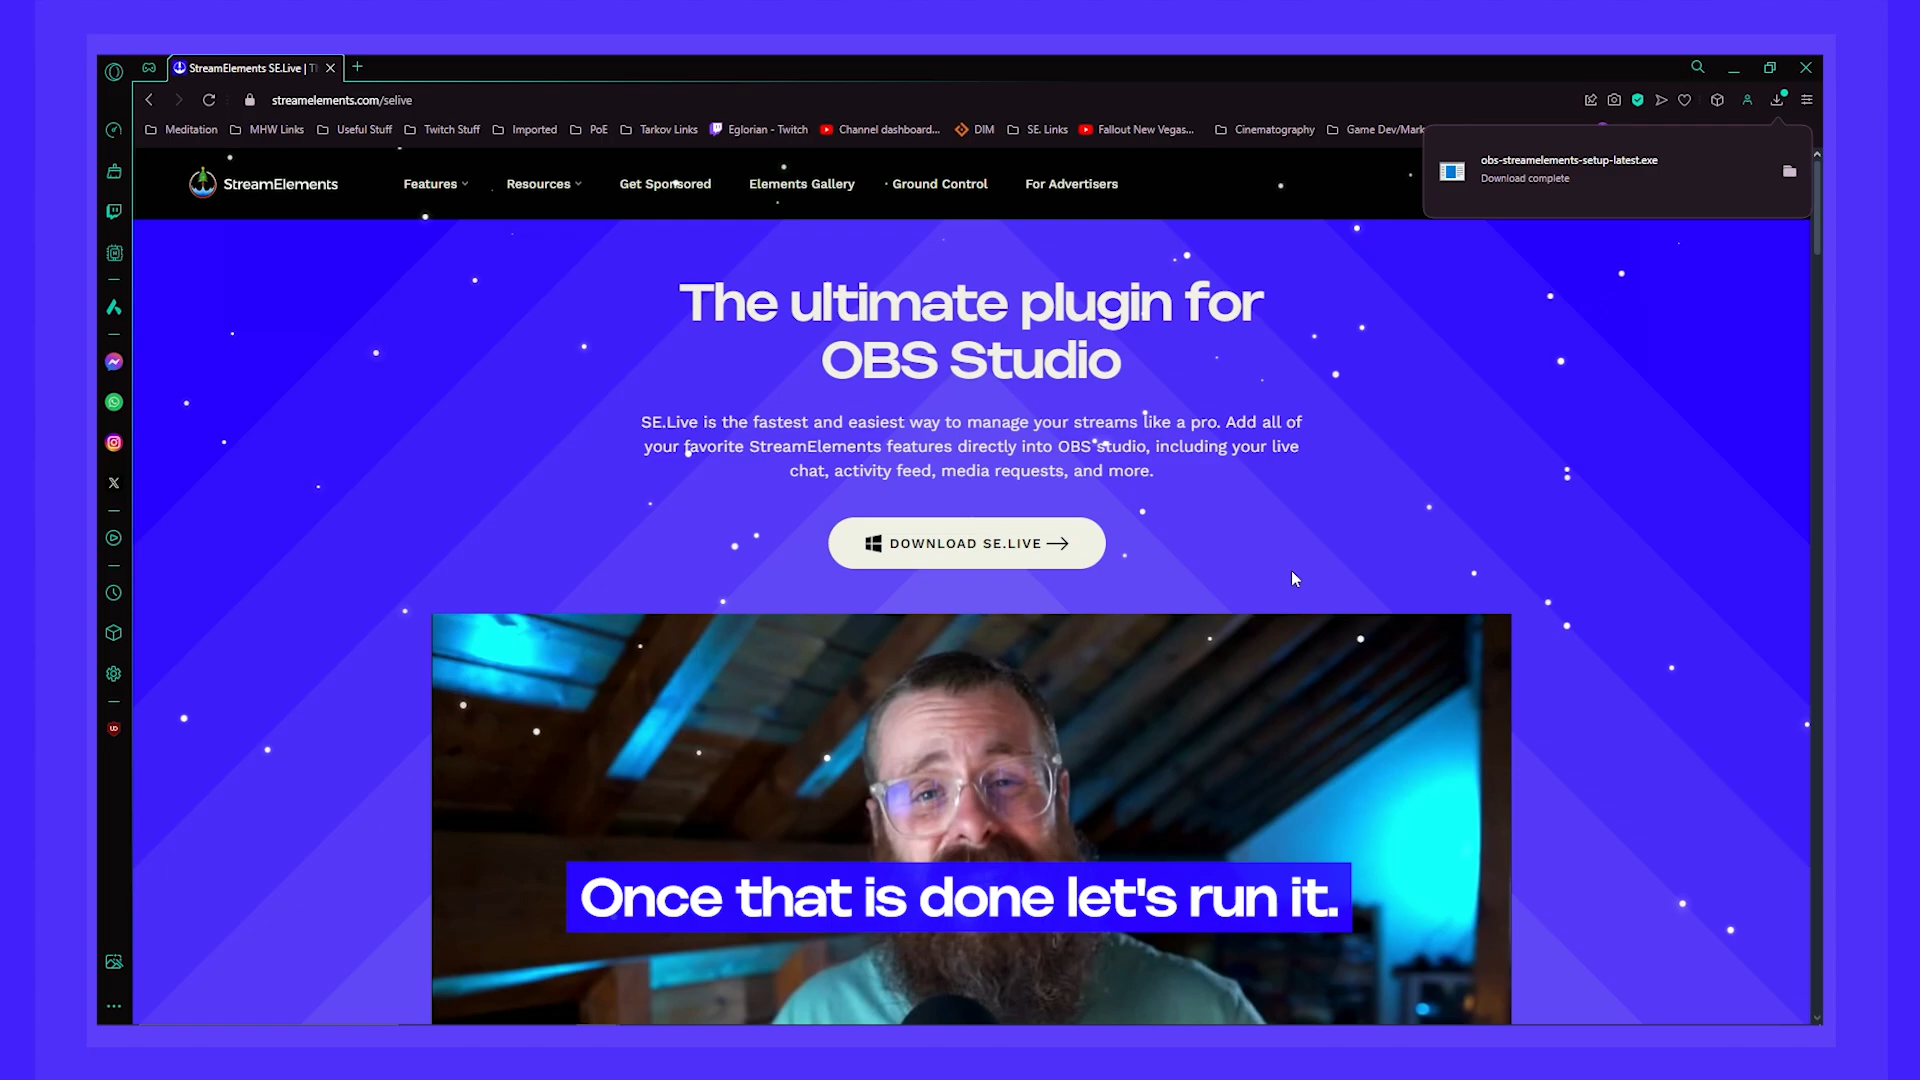 StreamElements SE.Live | T
streamelements.com/selive
Meditation MHW Links Useful Stuff Twitch Stuff Imported PoE Tarkov Links Eglorian - Twitch Channel dashboard... DIM SE. Links Fallout New Vegas... Cinematography Game Dev/Mark
obs-streamelements-setup-latest.exe
Download complete
StreamElements Features Resources Get Sponsored Elements Gallery Ground Control For Advertisers
The ultimate plugin for
OBS Studio
SE.Live is the fastest and easiest way to manage your streams like a pro. Add all of
your favorite StreamElements features directly into OBS studio, including your live
chat, activity feed, media requests, and more.
DOWNLOAD SE.LIVE
Once that is done let's run it.